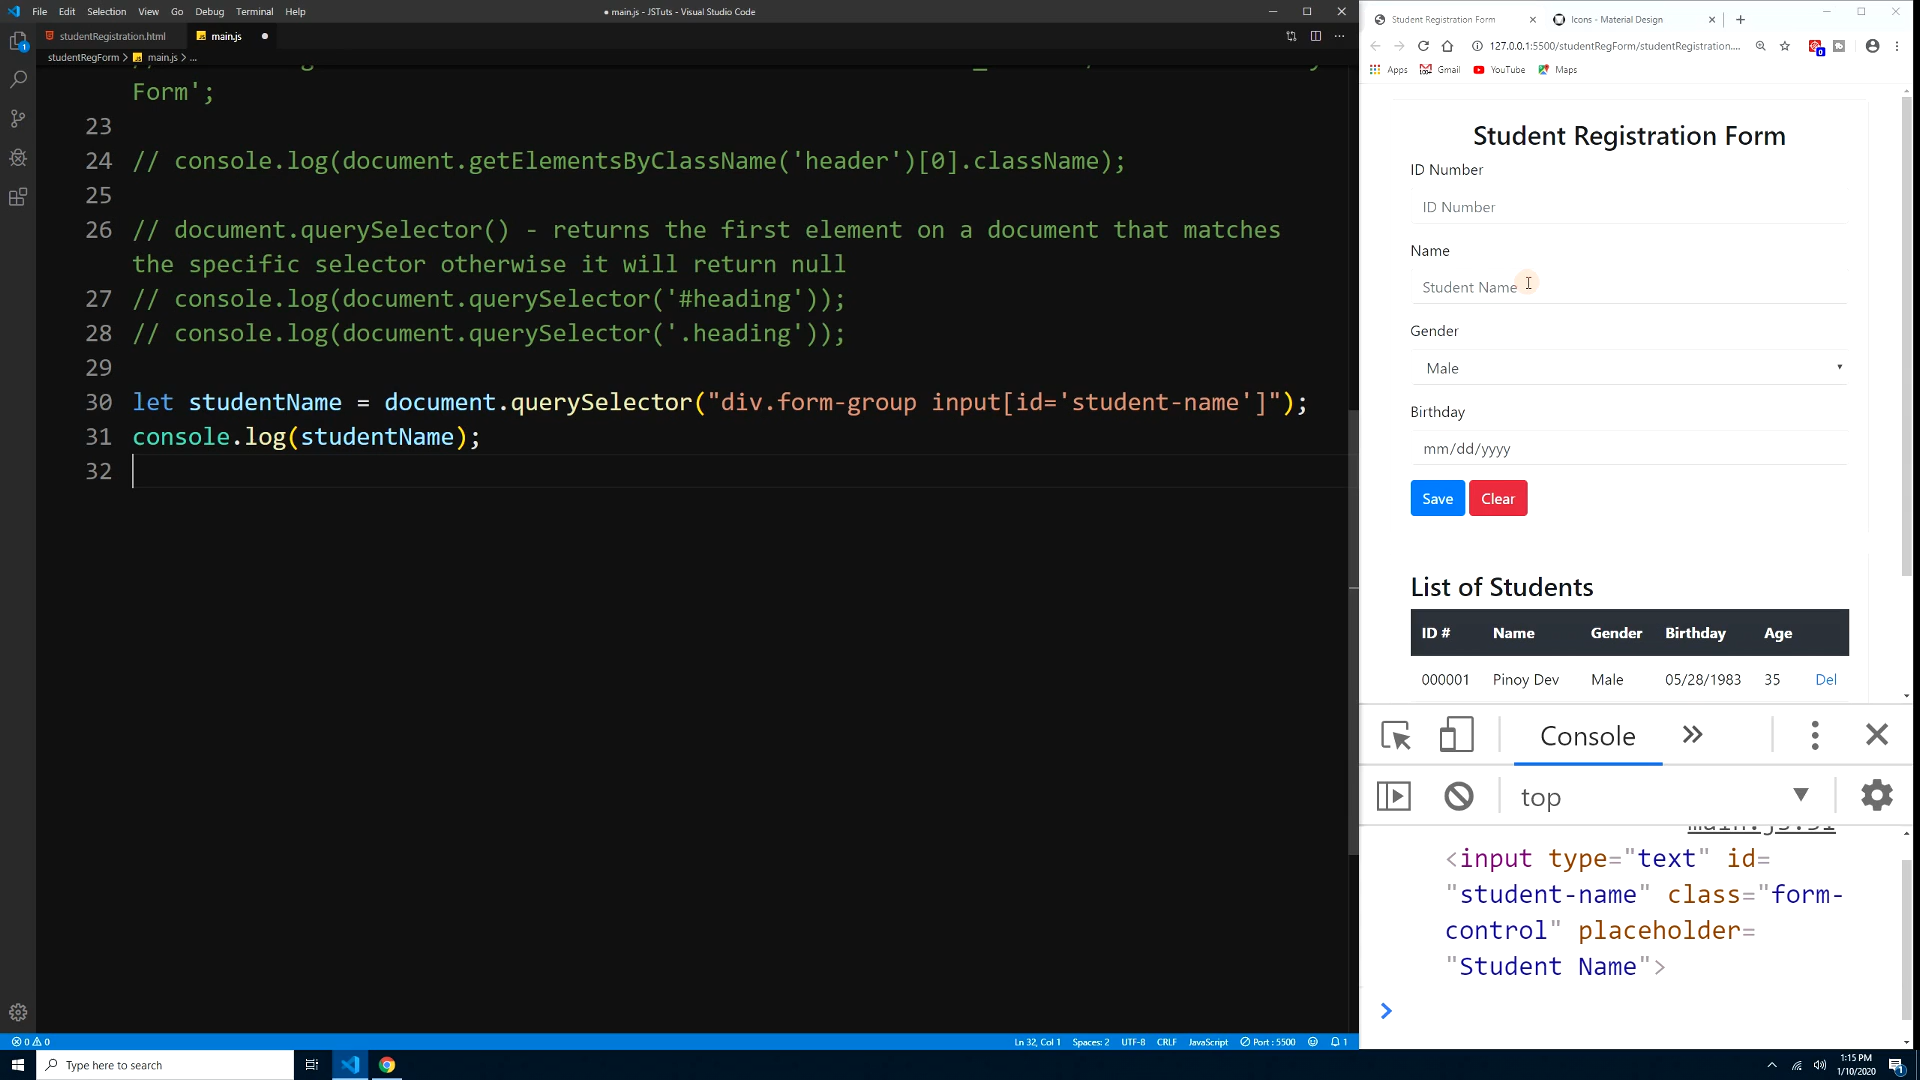 File Edit Selection View Go Debug Terminal Help
● main.js - JSTuts - Visual Studio Code
studentRegistration.html
JS main.js ●
studentRegForm > JS main.js > ...
Form';
23
24 // console.log(document.getElementsByClassName('header')[0].className);
25
26 // document.querySelector() - returns the first element on a document that matches
the specific selector otherwise it will return null
27 // console.log(document.querySelector('#heading'));
28 // console.log(document.querySelector('.heading'));
29
30 let studentName = document.querySelector("div.form-group input[id='student-name']");
31 console.log(studentName);
32
0 0
Ln 32, Col 1 Spaces: 2 UTF-8 CRLF JavaScript Port : 5500 1
Student Registration Form
Icons - Material Design
127.0.0.1:5500/studentRegForm/studentRegistration....
Apps Gmail YouTube Maps
Student Registration Form
ID Number
ID Number
Name
Student Name
Gender
Male
Birthday
mm/dd/yyyy
Save Clear
List of Students
ID # Name Gender Birthday Age
000001 Pinoy Dev Male 05/28/1983 35 Del
Console
top
main.js:31
<input type="text" id=
"student-name" class="form-
control" placeholder=
"Student Name">
Type here to search
1:15 PM
1/10/2020